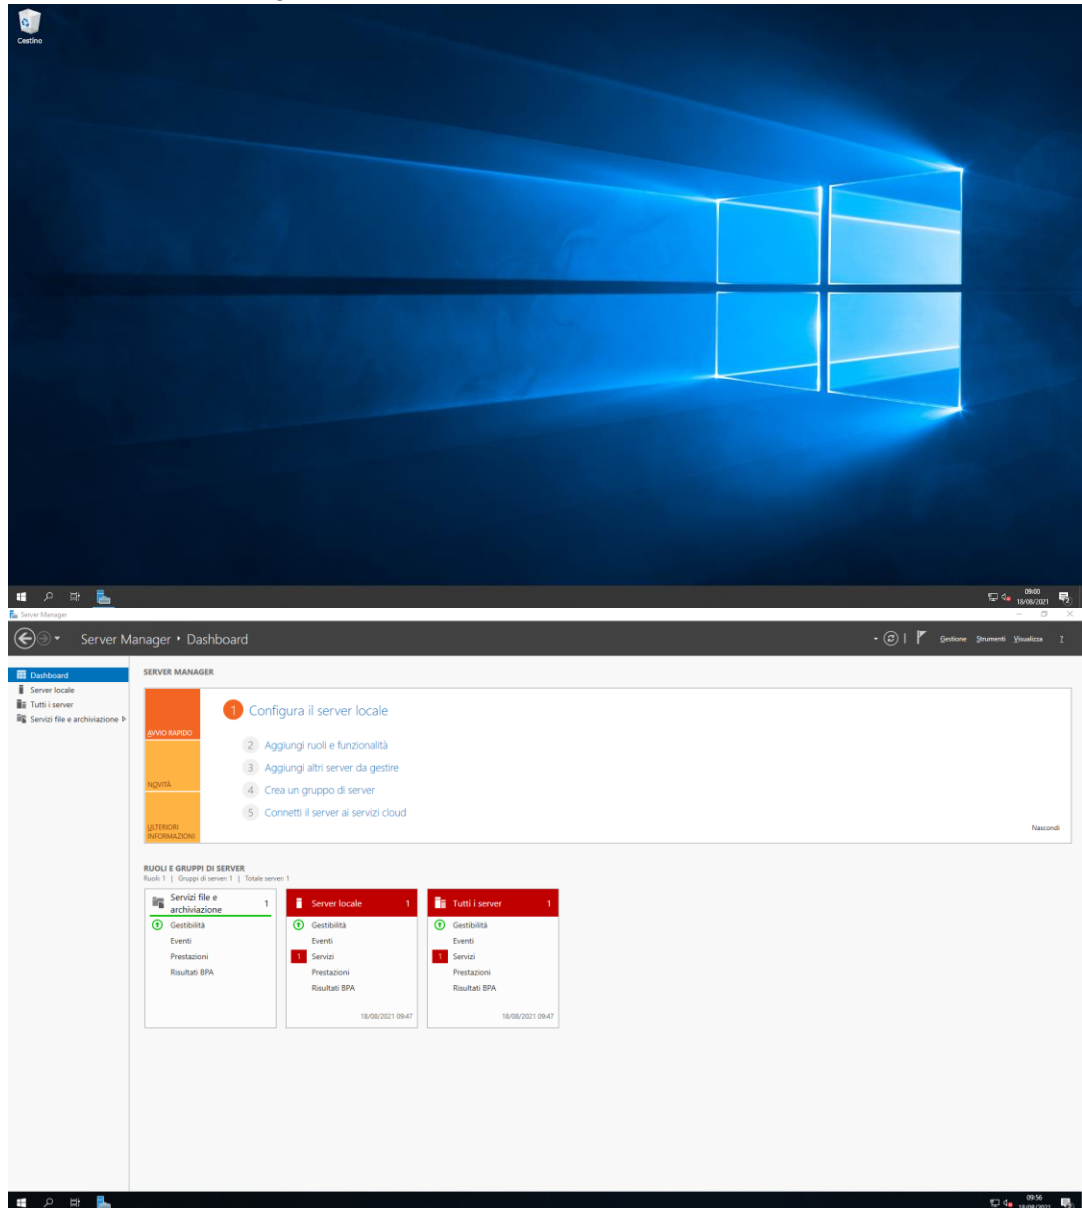 Cestino
09:00
18/08/2021
2
Server Manager
Server Manager • Dashboard
Gestione Strumenti Visualizza ?
Dashboard
Server locale
Tutti i server
Servizi file e archiviazione
SERVER MANAGER
AVVIO RAPIDO
NOVITÀ
ULTERIORI
INFORMAZIONI
1 Configura il server locale
2 Aggiungi ruoli e funzionalità
3 Aggiungi altri server da gestire
4 Crea un gruppo di server
5 Connetti il server ai servizi cloud
Nascondi
RUOLI E GRUPPI DI SERVER
Ruoli 1 | Gruppi di server 1 | Totale server 1
Servizi file e
archiviazione 1
Gestibilità
Eventi
Prestazioni
Risultati BPA
Server locale 1
Gestibilità
Eventi
1 Servizi
Prestazioni
Risultati BPA
18/08/2021 09:47
Tutti i server 1
Gestibilità
Eventi
1 Servizi
Prestazioni
Risultati BPA
18/08/2021 09:47
09:56
18/08/2021